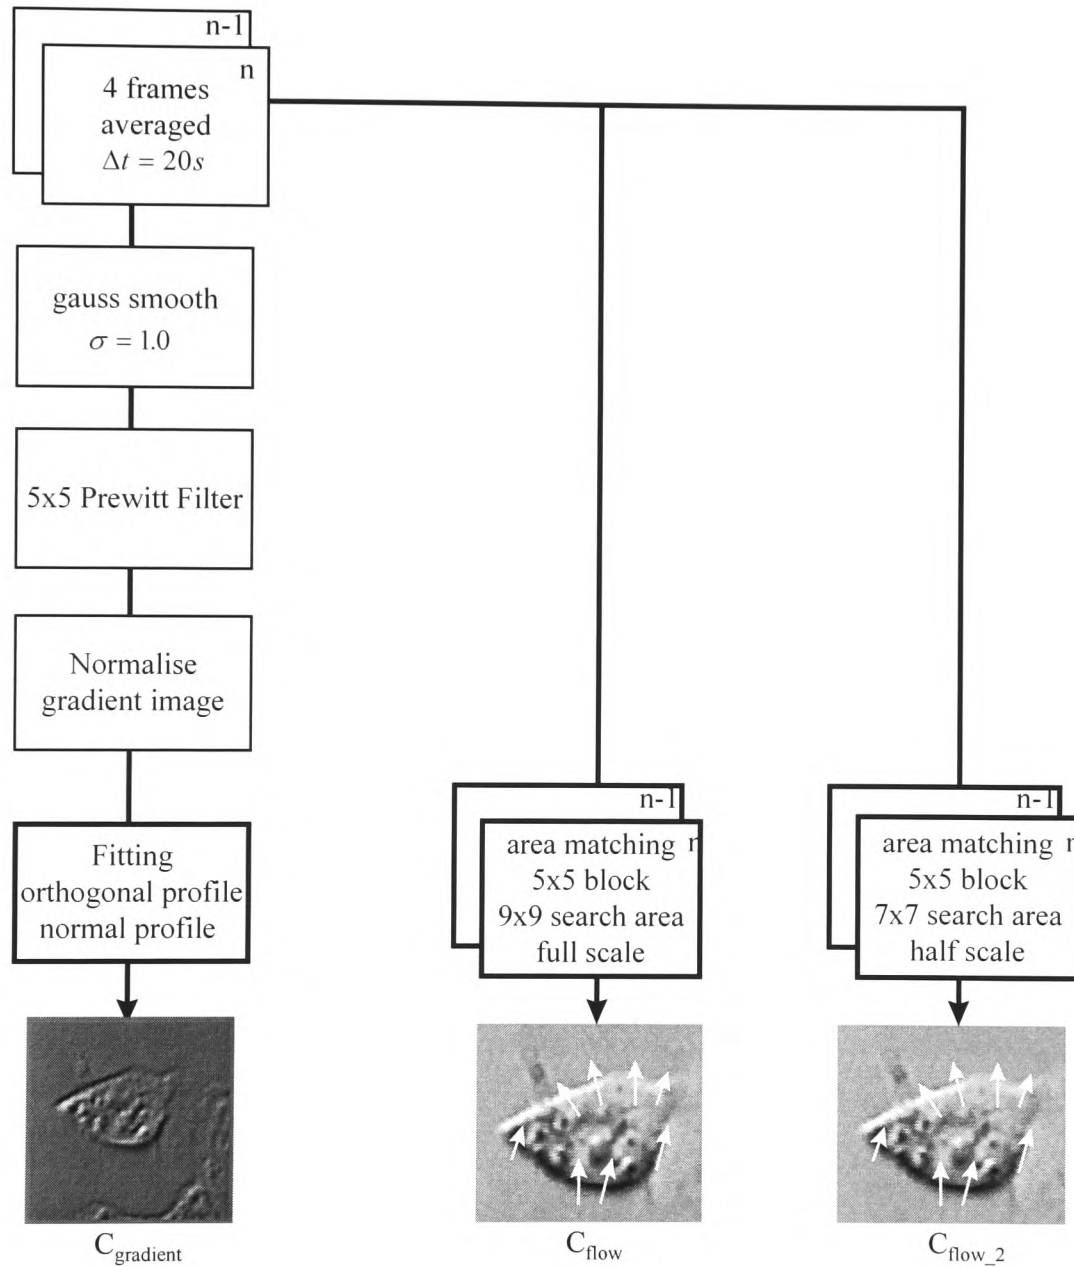 n-1
n
4 frames
averaged
Δt = 20s
gauss smooth
σ = 1.0
5x5 Prewitt Filter
Normalise
gradient image
Fitting
orthogonal profile
normal profile
C_gradient
n-1
n
area matching
5x5 block
9x9 search area
full scale
C_flow
n-1
n
area matching
5x5 block
7x7 search area
half scale
C_flow_2